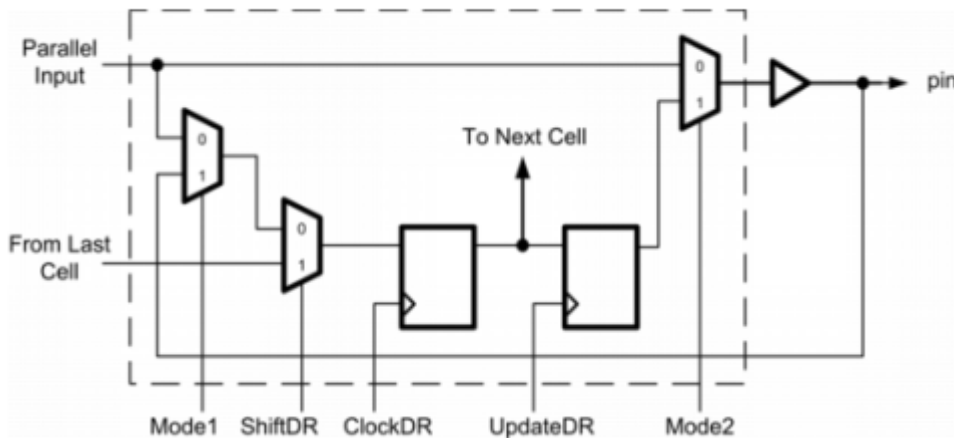 Parallel
Input
0
1
pin
0
1
To Next Cell
0
1
From Last
Cell
Mode1 ShiftDR ClockDR UpdateDR Mode2